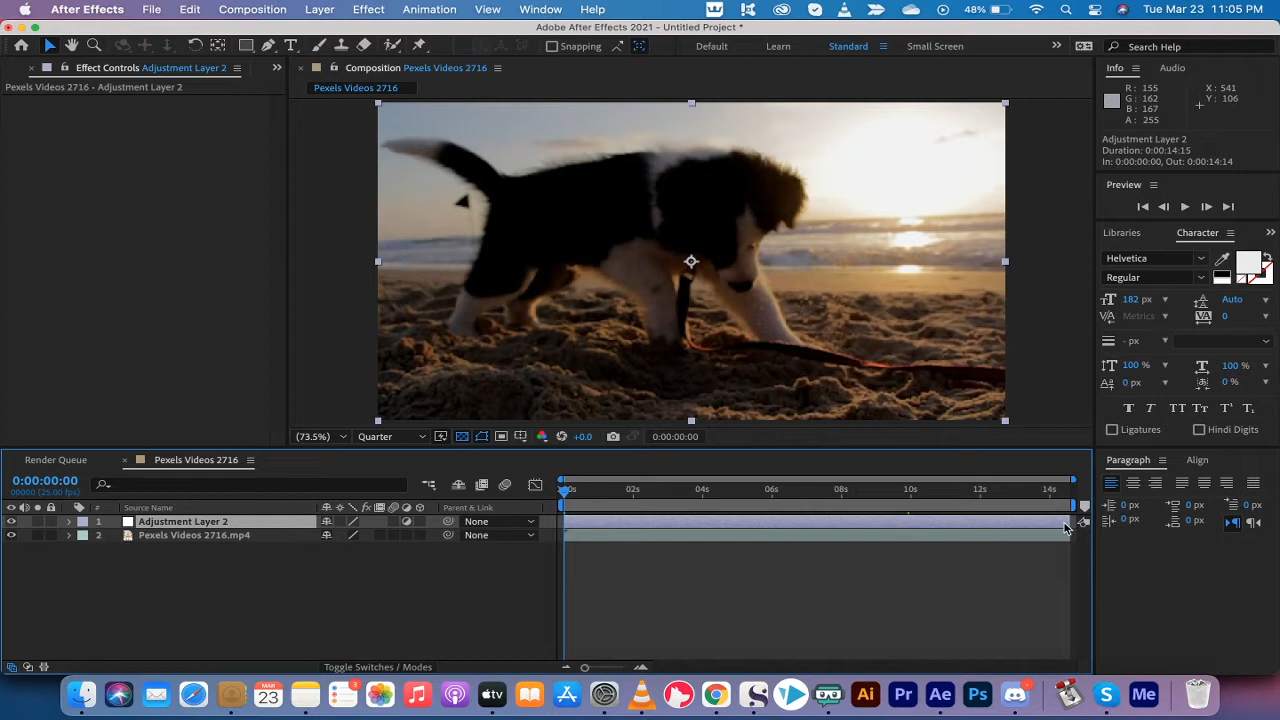 After Effects File Edit Composition Layer Effect Animation View Window Help 48% Tue Mar 23 11:05 PM
Adobe After Effects 2021 - Untitled Project *
Snapping Default Learn Standard Small Screen Search Help
Effect Controls Adjustment Layer 2 Composition Pexels Videos 2716 Info Audio
Pexels Videos 2716 • Adjustment Layer 2 Pexels Videos 2716
R : 155 X : 541
G : 162 Y : 106
B : 167
A : 255
Adjustment Layer 2
Duration: 0:00:14:15
In: 0:00:00:00, Out: 0:00:14:14
Preview
Libraries Character
Helvetica
Regular
182 px Auto
Metrics 0
- px
100 % 100 %
0 px 0 %
T T TT Tr T¹ T₁
Ligatures Hindi Digits
(73.5%) Quarter +0.0 0:00:00:00
Render Queue Pexels Videos 2716 Paragraph Align
0:00:00:00
00000 (25.00 fps)
02s 04s 06s 08s 10s 12s 14s
# Source Name Parent & Link
1 Adjustment Layer 2 None
2 Pexels Videos 2716.mp4 None
0 px 0 px 0 px
0 px 0 px
Toggle Switches / Modes
MAR
23
3
tv
Ai Pr Ae Ps S Me